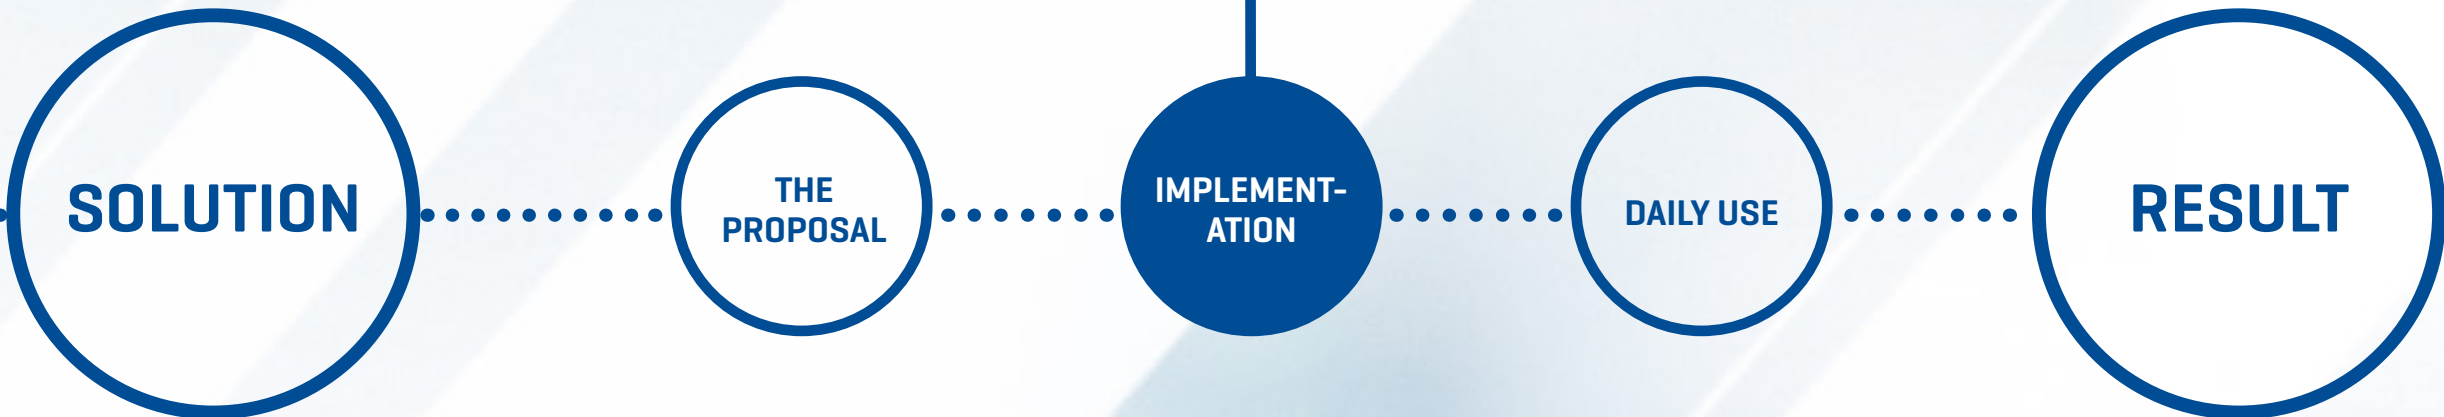 SOLUTION
THE
PROPOSAL
IMPLEMENT-
ATION
DAILY USE
RESULT